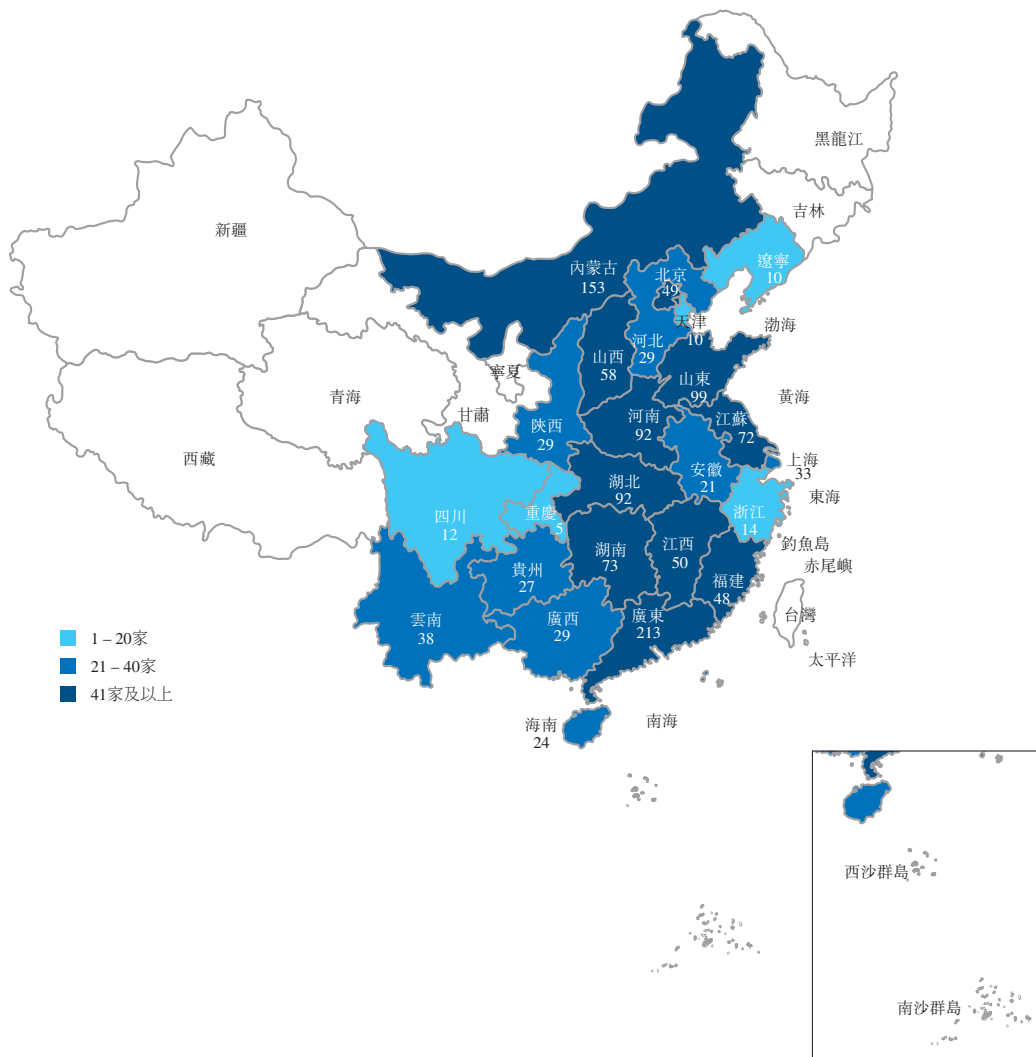 黑龍江
吉林
新疆
遼寧
10
內蒙古
153
北京
49
天津
10
渤海
河北
29
山西
58
寧夏
山東
99
青海
黃海
甘肅
陝西
29
河南
92
江蘇
72
西藏
上海
33
安徽
21
湖北
92
東海
四川
12
重慶
5
浙江
14
釣魚島
赤尾嶼
湖南
73
江西
50
貴州
27
福建
48
雲南
38
廣西
29
廣東
213
台灣
太平洋
1 – 20家
21 – 40家
41家及以上
海南
24
南海
西沙群島
南沙群島